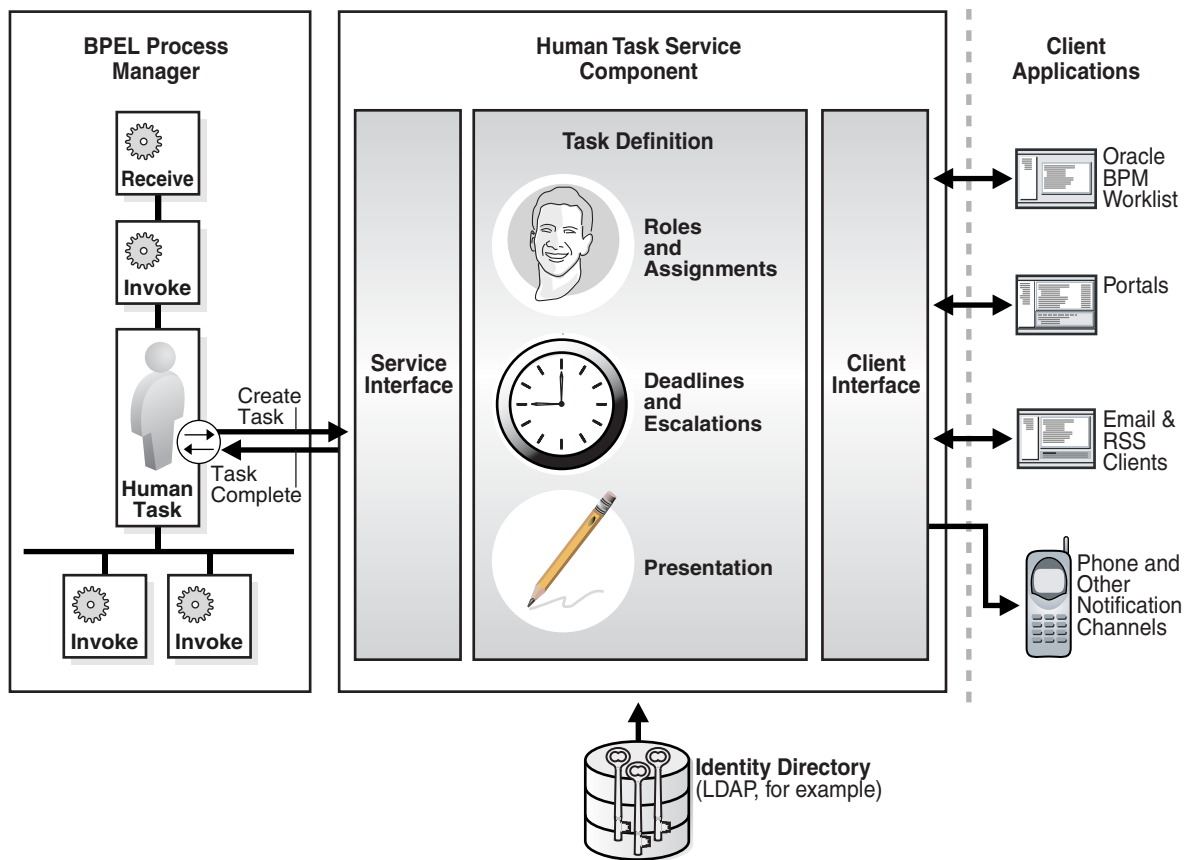 BPEL Process
Manager
Receive
Invoke
Human
Task
Invoke
Invoke
Create
Task
Task
Complete
Human Task Service
Component
Service
Interface
Task Definition
Roles
and
Assignments
Deadlines
and
Escalations
Presentation
Client
Interface
Client
Applications
Oracle
BPM
Worklist
Portals
Email &
RSS
Clients
Phone and
Other
Notification
Channels
Identity Directory
(LDAP, for example)